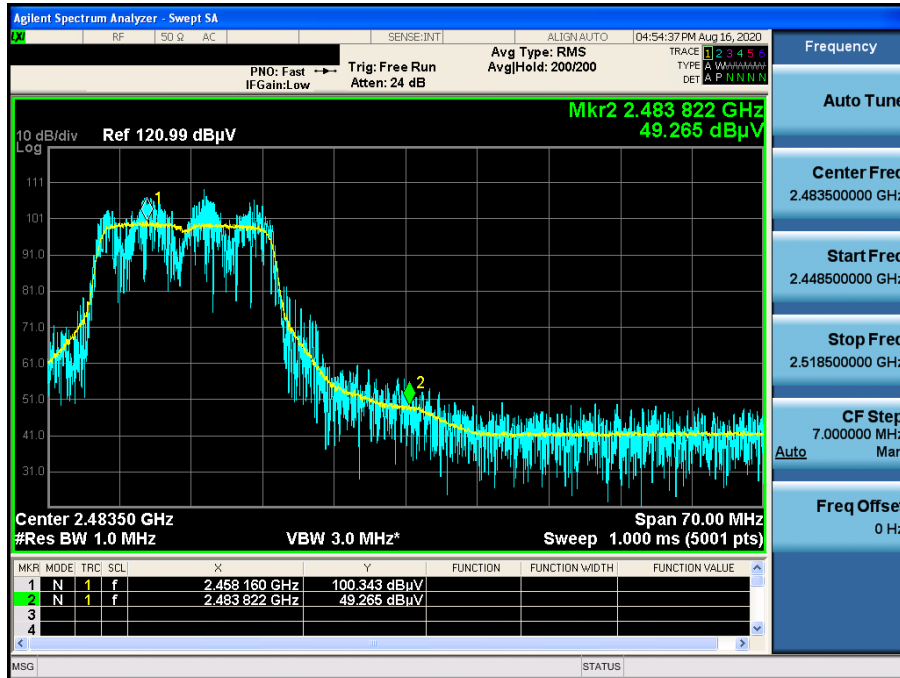 Agilent Spectrum Analyzer - Swept SA
LXI RF 50 Ω AC SENSE:INT ALIGN AUTO 04:54:37 PM Aug 16, 2020
Frequency
PNO: Fast
IFGain:Low
Trig: Free Run
Atten: 24 dB
Avg Type: RMS
Avg|Hold: 200/200
TRACE 1 2 3 4 5 6
TYPE A WWWWW
DET A P N N N N
Auto Tune
Mkr2 2.483 822 GHz
49.265 dBµV
10 dB/div Ref 120.99 dBµV
Log
111
101
91.0
81.0
71.0
61.0
51.0
41.0
31.0
1
2
Center 2.48350 GHz Span 70.00 MHz
#Res BW 1.0 MHz VBW 3.0 MHz* Sweep 1.000 ms (5001 pts)
Center Freq
2.483500000 GHz
Start Freq
2.448500000 GHz
Stop Freq
2.518500000 GHz
CF Step
7.000000 MHz
Auto Man
Freq Offset
0 Hz
MKR MODE TRC SCL X Y FUNCTION FUNCTION WIDTH FUNCTION VALUE
1 N 1 f 2.458 160 GHz 100.343 dBµV
2 N 1 f 2.483 822 GHz 49.265 dBµV
3
4
MSG STATUS